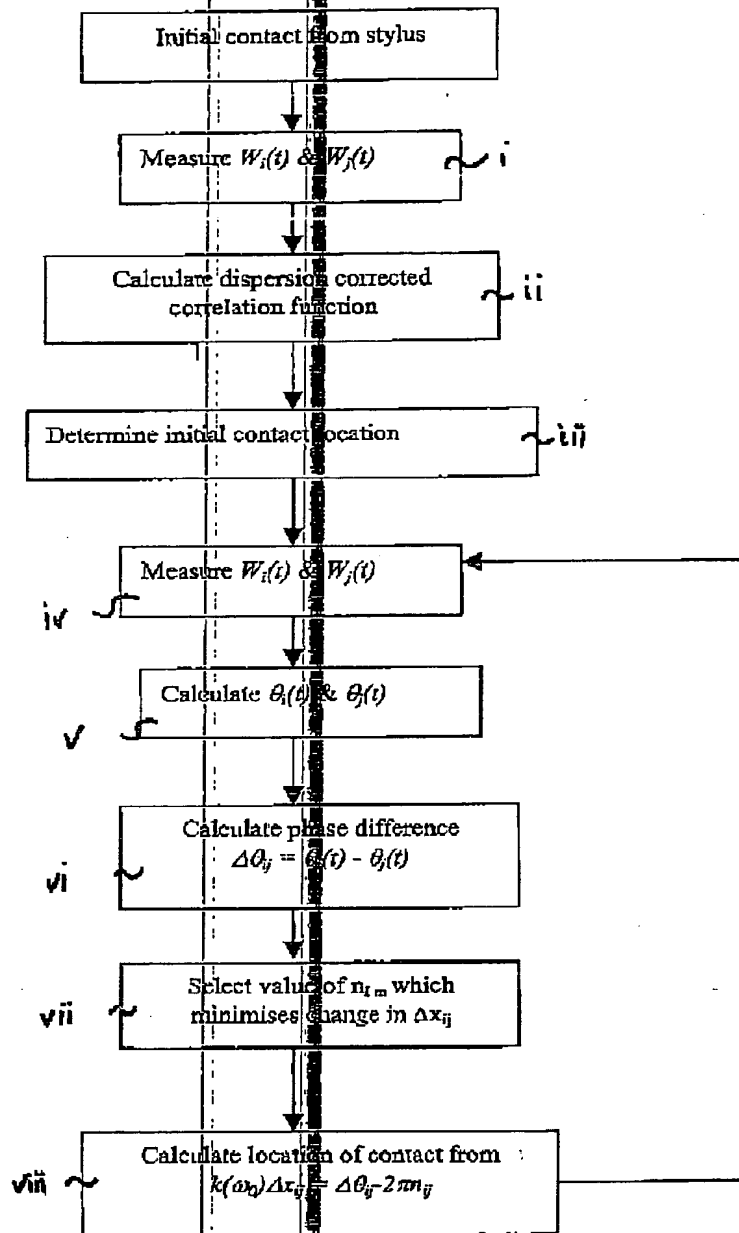 Initial contact from stylus
Measure W_i(t) & W_j(t)
i
Calculate dispersion corrected
correlation function
ii
Determine initial contact location
iii
Measure W_i(t) & W_j(t)
iv
Calculate θ_i(t) & θ_j(t)
v
Calculate phase difference
Δθ_ij = θ_i(t) - θ_j(t)
vi
Select value of n_l m which
minimises change in Δx_ij
vii
Calculate location of contact from
k(ω_0)Δx_ij = Δθ_ij-2πn_ij
viii